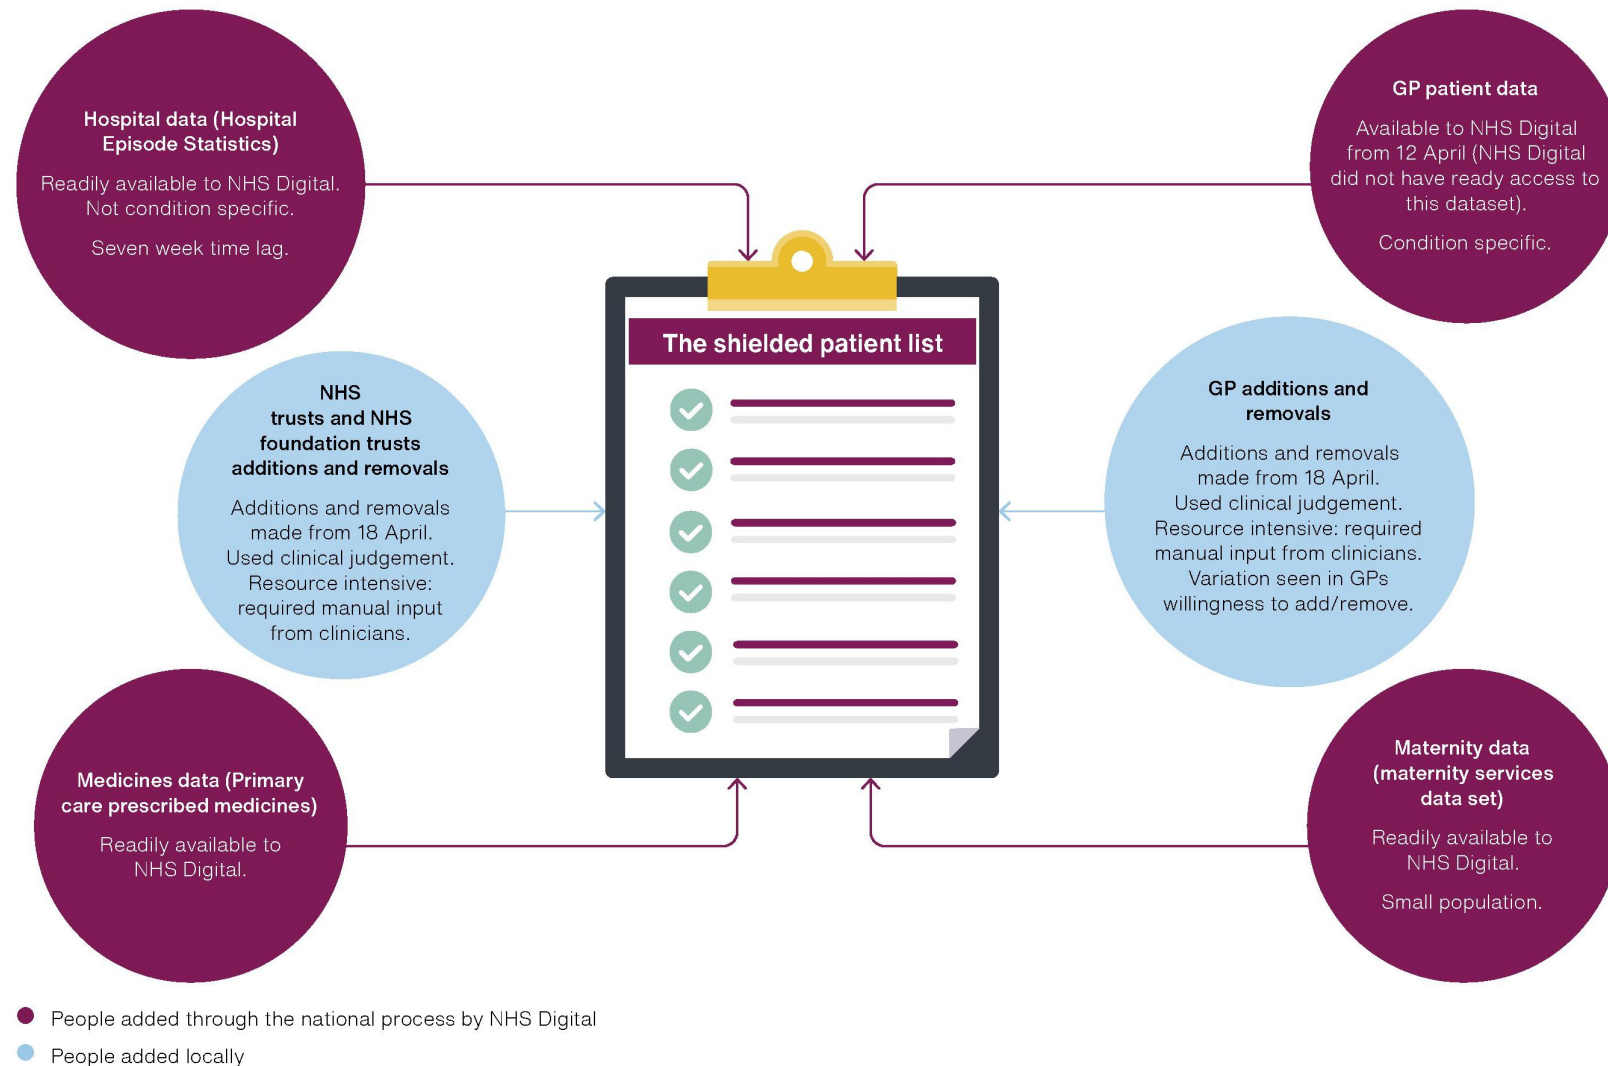 Hospital data (Hospital
Episode Statistics)
Readily available to NHS Digital.
Not condition specific.
Seven week time lag.
GP patient data
Available to NHS Digital
from 12 April (NHS Digital
did not have ready access to
this dataset).
Condition specific.
The shielded patient list
NHS
trusts and NHS
foundation trusts
additions and removals
Additions and removals
made from 18 April.
Used clinical judgement.
Resource intensive:
required manual input
from clinicians.
GP additions and
removals
Additions and removals
made from 18 April.
Used clinical judgement.
Resource intensive: required
manual input from clinicians.
Variation seen in GPs
willingness to add/remove.
Medicines data (Primary
care prescribed medicines)
Readily available to
NHS Digital.
Maternity data
(maternity services
data set)
Readily available to
NHS Digital.
Small population.
People added through the national process by NHS Digital
People added locally